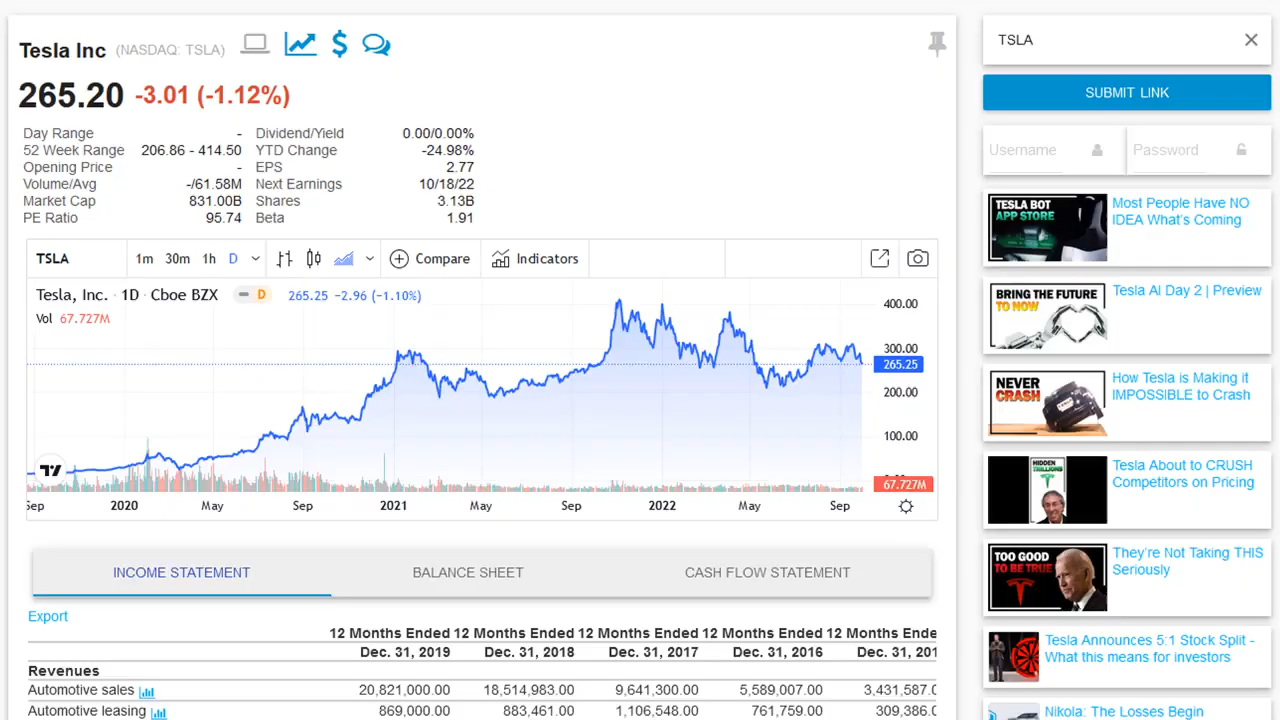 Tesla Inc (NASDAQ: TSLA)
265.20 -3.01 (-1.12%)
Day Range - Dividend/Yield 0.00/0.00%
52 Week Range 206.86 - 414.50 YTD Change -24.98%
Opening Price - EPS 2.77
Volume/Avg -/61.58M Next Earnings 10/18/22
Market Cap 831.00B Shares 3.13B
PE Ratio 95.74 Beta 1.91
TSLA 1m 30m 1h D Compare Indicators
Tesla, Inc. · 1D · Cboe BZX D 265.25 −2.96 (−1.10%)
Vol 67.727M
400.00
300.00
265.25
200.00
100.00
67.727M
Sep 2020 May Sep 2021 May Sep 2022 May Sep
INCOME STATEMENT BALANCE SHEET CASH FLOW STATEMENT
Export
12 Months Ended 12 Months Ended 12 Months Ended 12 Months Ended 12 Months Ende
Dec. 31, 2019 Dec. 31, 2018 Dec. 31, 2017 Dec. 31, 2016 Dec. 31, 201
Revenues
Automotive sales 20,821,000.00 18,514,983.00 9,641,300.00 5,589,007.00 3,431,587.0
Automotive leasing 869,000.00 883,461.00 1,106,548.00 761,759.00 309,386.0
TSLA
SUBMIT LINK
Username Password
TESLA BOT
APP STORE
Most People Have NO
IDEA What's Coming
BRING THE FUTURE
TO NOW
Tesla AI Day 2 | Preview
NEVER
CRASH
How Tesla is Making it
IMPOSSIBLE to Crash
HIDDEN
TRILLIONS
Tesla About to CRUSH
Competitors on Pricing
TOO GOOD
TO BE TRUE
They're Not Taking THIS
Seriously
Tesla Announces 5:1 Stock Split -
What this means for investors
Nikola: The Losses Begin